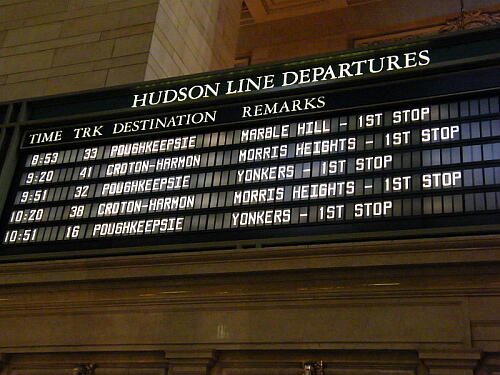 HUDSON LINE DEPARTURES
TIME TRK DESTINATION REMARKS
8:53 33 POUGHKEEPSIE MARBLE HILL - 1ST STOP
9:20 41 CROTON-HARMON MORRIS HEIGHTS - 1ST STOP
9:51 32 POUGHKEEPSIE YONKERS - 1ST STOP
10:20 38 CROTON-HARMON MORRIS HEIGHTS - 1ST STOP
10:51 16 POUGHKEEPSIE YONKERS - 1ST STOP